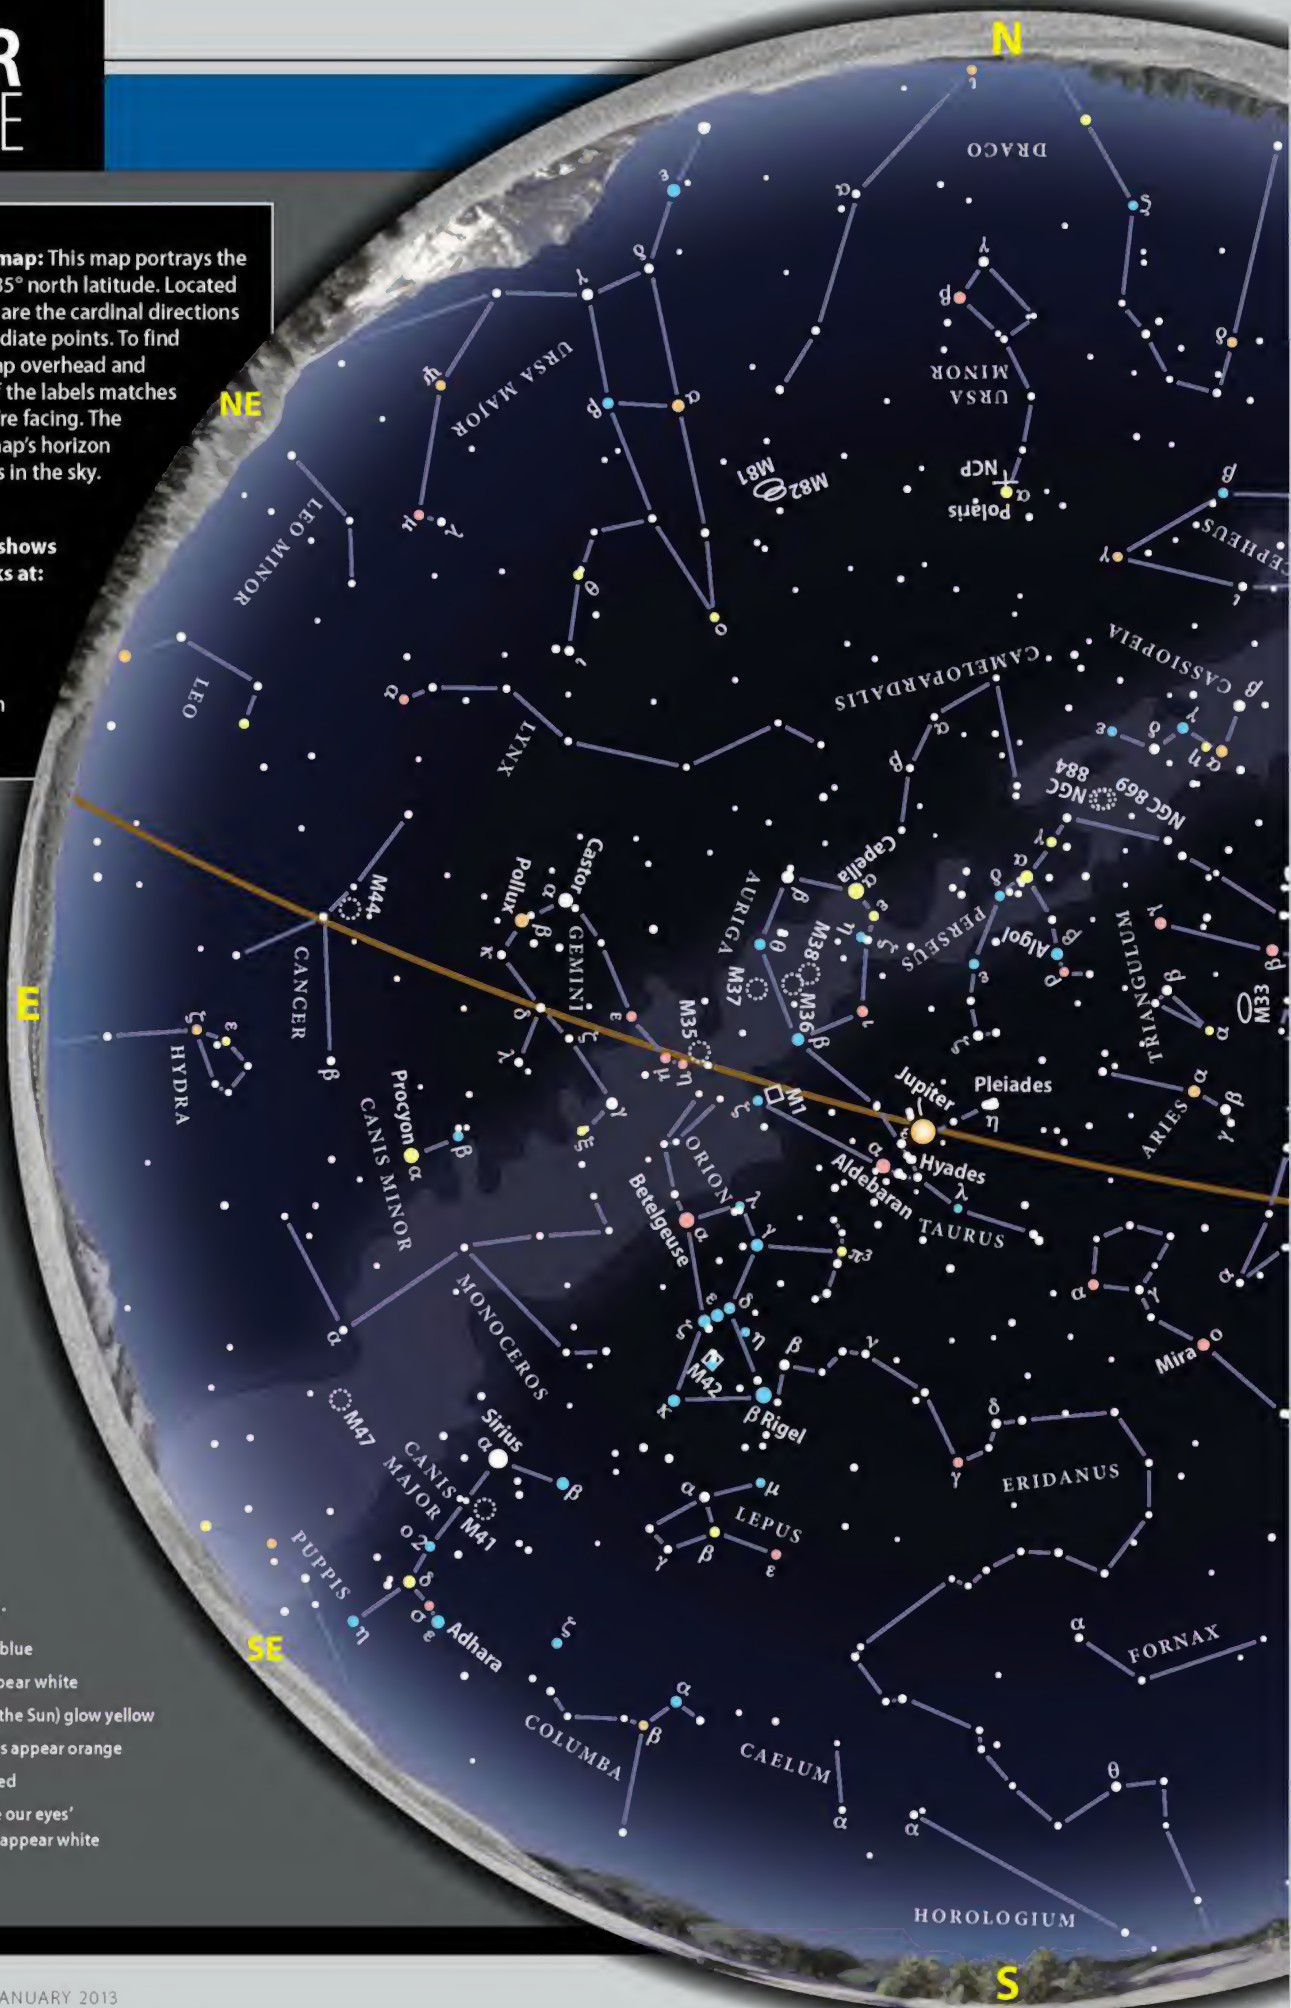 R
E
map: This map portrays the
35° north latitude. Located
are the cardinal directions
diate points. To find
ap overhead and
f the labels matches
're facing. The
map's horizon
s in the sky.
shows
ks at:
n
.
blue
pear white
the Sun) glow yellow
s appear orange
ed
e our eyes'
appear white
ANUARY 2013
N
NE
E
SE
S
DRACO
ι
α
ζ
ε
δ
γ
β
α
ψ
μ
λ
θ
ι
ο
URSA MAJOR
γ
β
URSA
MINOR
δ
NCP
α
Polaris
M81
M82
β
γ
ι
CEPHEUS
LEO MINOR
LEO
α
LYNX
CAMELOPARDALIS
α
β
CASSIOPEIA
β
γ
δ
ε
α
η
NGC
884
NGC 869
M44
CANCER
β
Castor
α
Pollux
β
κ
GEMINI
δ
ζ
λ
ε
μ
η
γ
ξ
M35
AURIGA
Capella
α
β
ε
η
ζ
θ
ι
β
M38
M37
M36
PERSEUS
γ
α
δ
ε
Algol
β
ρ
ζ
TRIANGULUM
β
α
γ
β
M33
ζ
ε
HYDRA
Procyon
α
β
CANIS MINOR
ζ
M1
Jupiter
Pleiades
η
ε
α
Hyades
Aldebaran
λ
TAURUS
ARIES
α
β
γ
ORION
Betelgeuse
α
λ
γ
π3
ε
δ
ζ
η
M42
κ
β
Rigel
MONOCEROS
α
M47
α
γ
α
ο
Mira
β
ν
δ
γ
ERIDANUS
Sirius
α
β
CANIS
MAJOR
M41
ο2
δ
σ
ε
Adhara
η
PUPPIS
α
μ
LEPUS
γ
β
ε
ζ
α
β
COLUMBA
CAELUM
α
α
FORNAX
θ
α
HOROLOGIUM